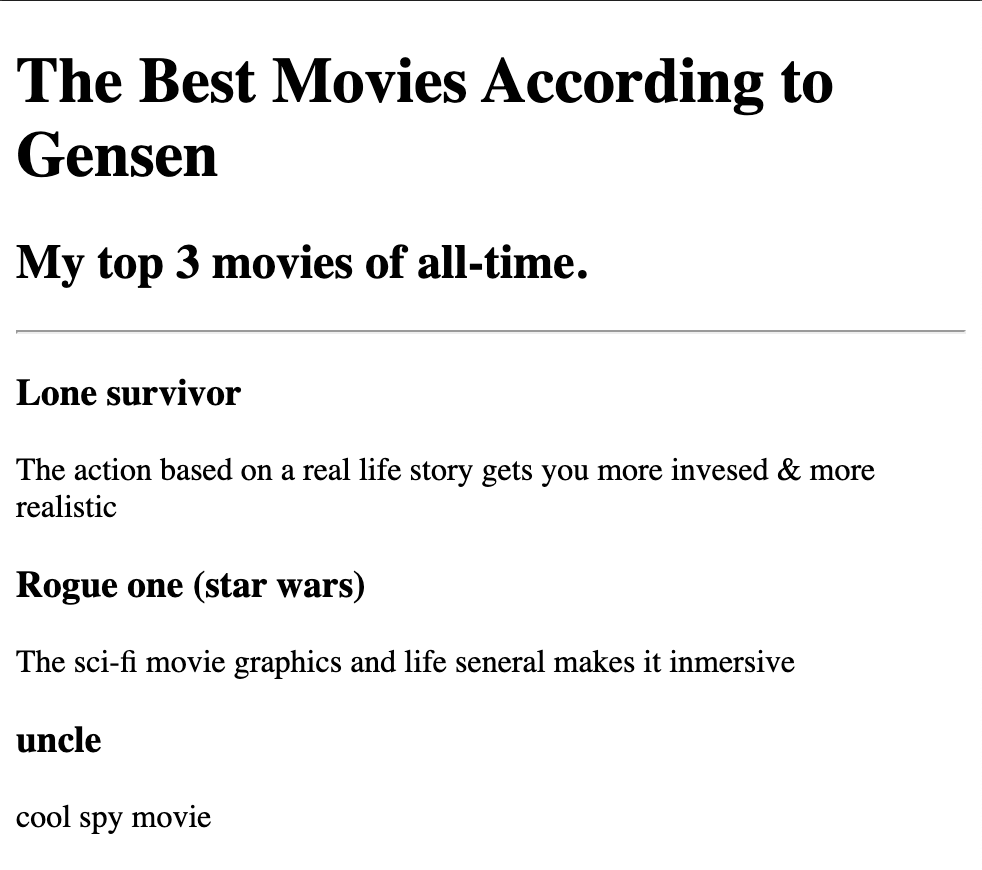 The Best Movies According to
Gensen
My top 3 movies of all-time.
Lone survivor
The action based on a real life story gets you more invesed & more
realistic
Rogue one (star wars)
The sci-fi movie graphics and life seneral makes it inmersive
uncle
cool spy movie